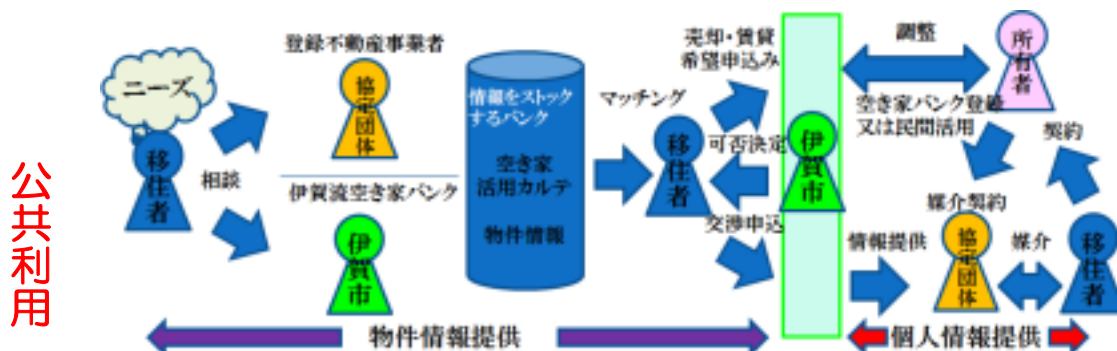 公共利用
ニーズ
移住者
相談
登録不動産事業者
協定団体
伊賀流空き家バンク
伊賀市
情報をストック
するバンク
空き家
活用カルテ
物件情報
マッチング
移住者
売却・賃貸
希望申込み
可否決定
交渉申込
伊賀市
調整
所有者
空き家バンク登録
又は民間活用
契約
媒介契約
情報提供
協定団体
媒介
移住者
物件情報提供
個人情報提供